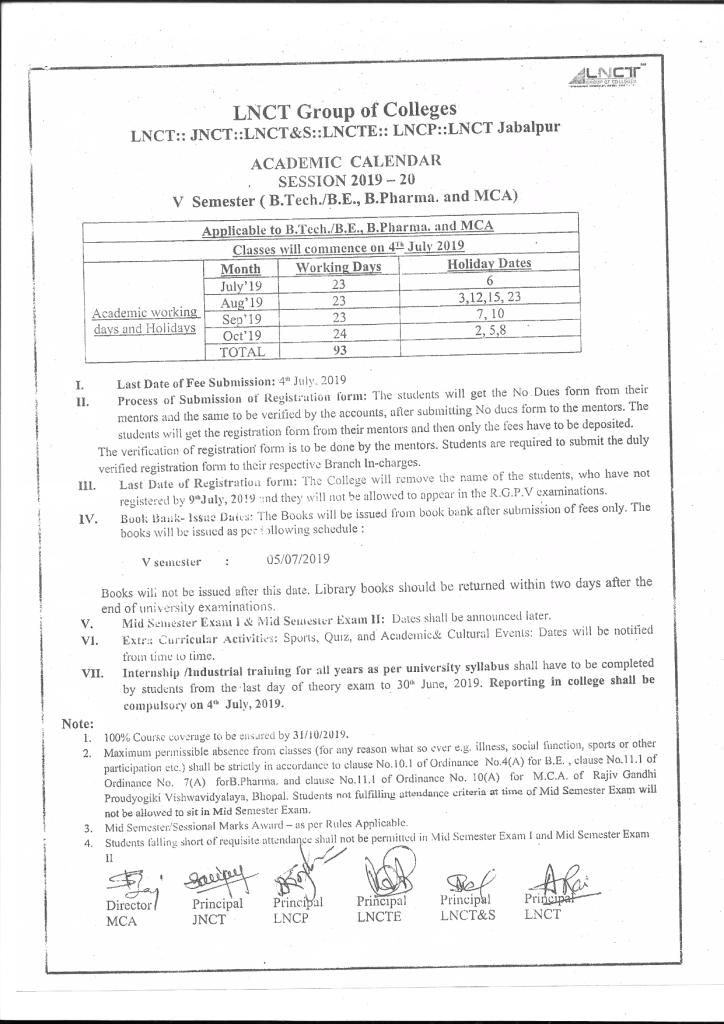 LNCT
GROUP OF COLLEGES
LNCT Group of Colleges
LNCT:: JNCT::LNCT&S::LNCTE:: LNCP::LNCT Jabalpur
ACADEMIC CALENDAR
SESSION 2019 – 20
V Semester ( B.Tech./B.E., B.Pharma. and MCA)
Applicable to B.Tech./B.E., B.Pharma. and MCA
Classes will commence on 4th July 2019
Academic working days and Holidays
Month Working Days Holiday Dates
July'19 23 6
Aug'19 23 3,12,15, 23
Sep'19 23 7, 10
Oct'19 24 2, 5,8
TOTAL 93
I. Last Date of Fee Submission: 4th July, 2019
II. Process of Submission of Registration form: The students will get the No Dues form from their
mentors and the same to be verified by the accounts, after submitting No dues form to the mentors. The
students will get the registration form from their mentors and then only the fees have to be deposited.
The verification of registration form is to be done by the mentors. Students are required to submit the duly
verified registration form to their respective Branch In-charges.
III. Last Date of Registration form: The College will remove the name of the students, who have not
registered by 9thJuly, 2019 and they will not be allowed to appear in the R.G.P.V examinations.
IV. Book Bank- Issue Dates: The Books will be issued from book bank after submission of fees only. The
books will be issued as per following schedule :
V semester : 05/07/2019
Books will not be issued after this date. Library books should be returned within two days after the
end of university examinations.
V. Mid Semester Exam I & Mid Semester Exam II: Dates shall be announced later.
VI. Extra Curricular Activities: Sports, Quiz, and Academic& Cultural Events: Dates will be notified
from time to time.
VII. Internship /Industrial training for all years as per university syllabus shall have to be completed
by students from the last day of theory exam to 30th June, 2019. Reporting in college shall be
compulsory on 4th July, 2019.
Note:
1. 100% Course coverage to be ensured by 31/10/2019.
2. Maximum permissible absence from classes (for any reason what so ever e.g. illness, social function, sports or other
participation etc.) shall be strictly in accordance to clause No.10.1 of Ordinance No.4(A) for B.E. , clause No.11.1 of
Ordinance No. 7(A) forB.Pharma. and clause No.11.1 of Ordinance No. 10(A) for M.C.A. of Rajiv Gandhi
Proudyogiki Vishwavidyalaya, Bhopal. Students not fulfilling attendance criteria at time of Mid Semester Exam will
not be allowed to sit in Mid Semester Exam.
3. Mid Semester/Sessional Marks Award – as per Rules Applicable.
4. Students falling short of requisite attendance shall not be permitted in Mid Semester Exam I and Mid Semester Exam
II
Director Principal Principal Principal Principal Principal
MCA JNCT LNCP LNCTE LNCT&S LNCT